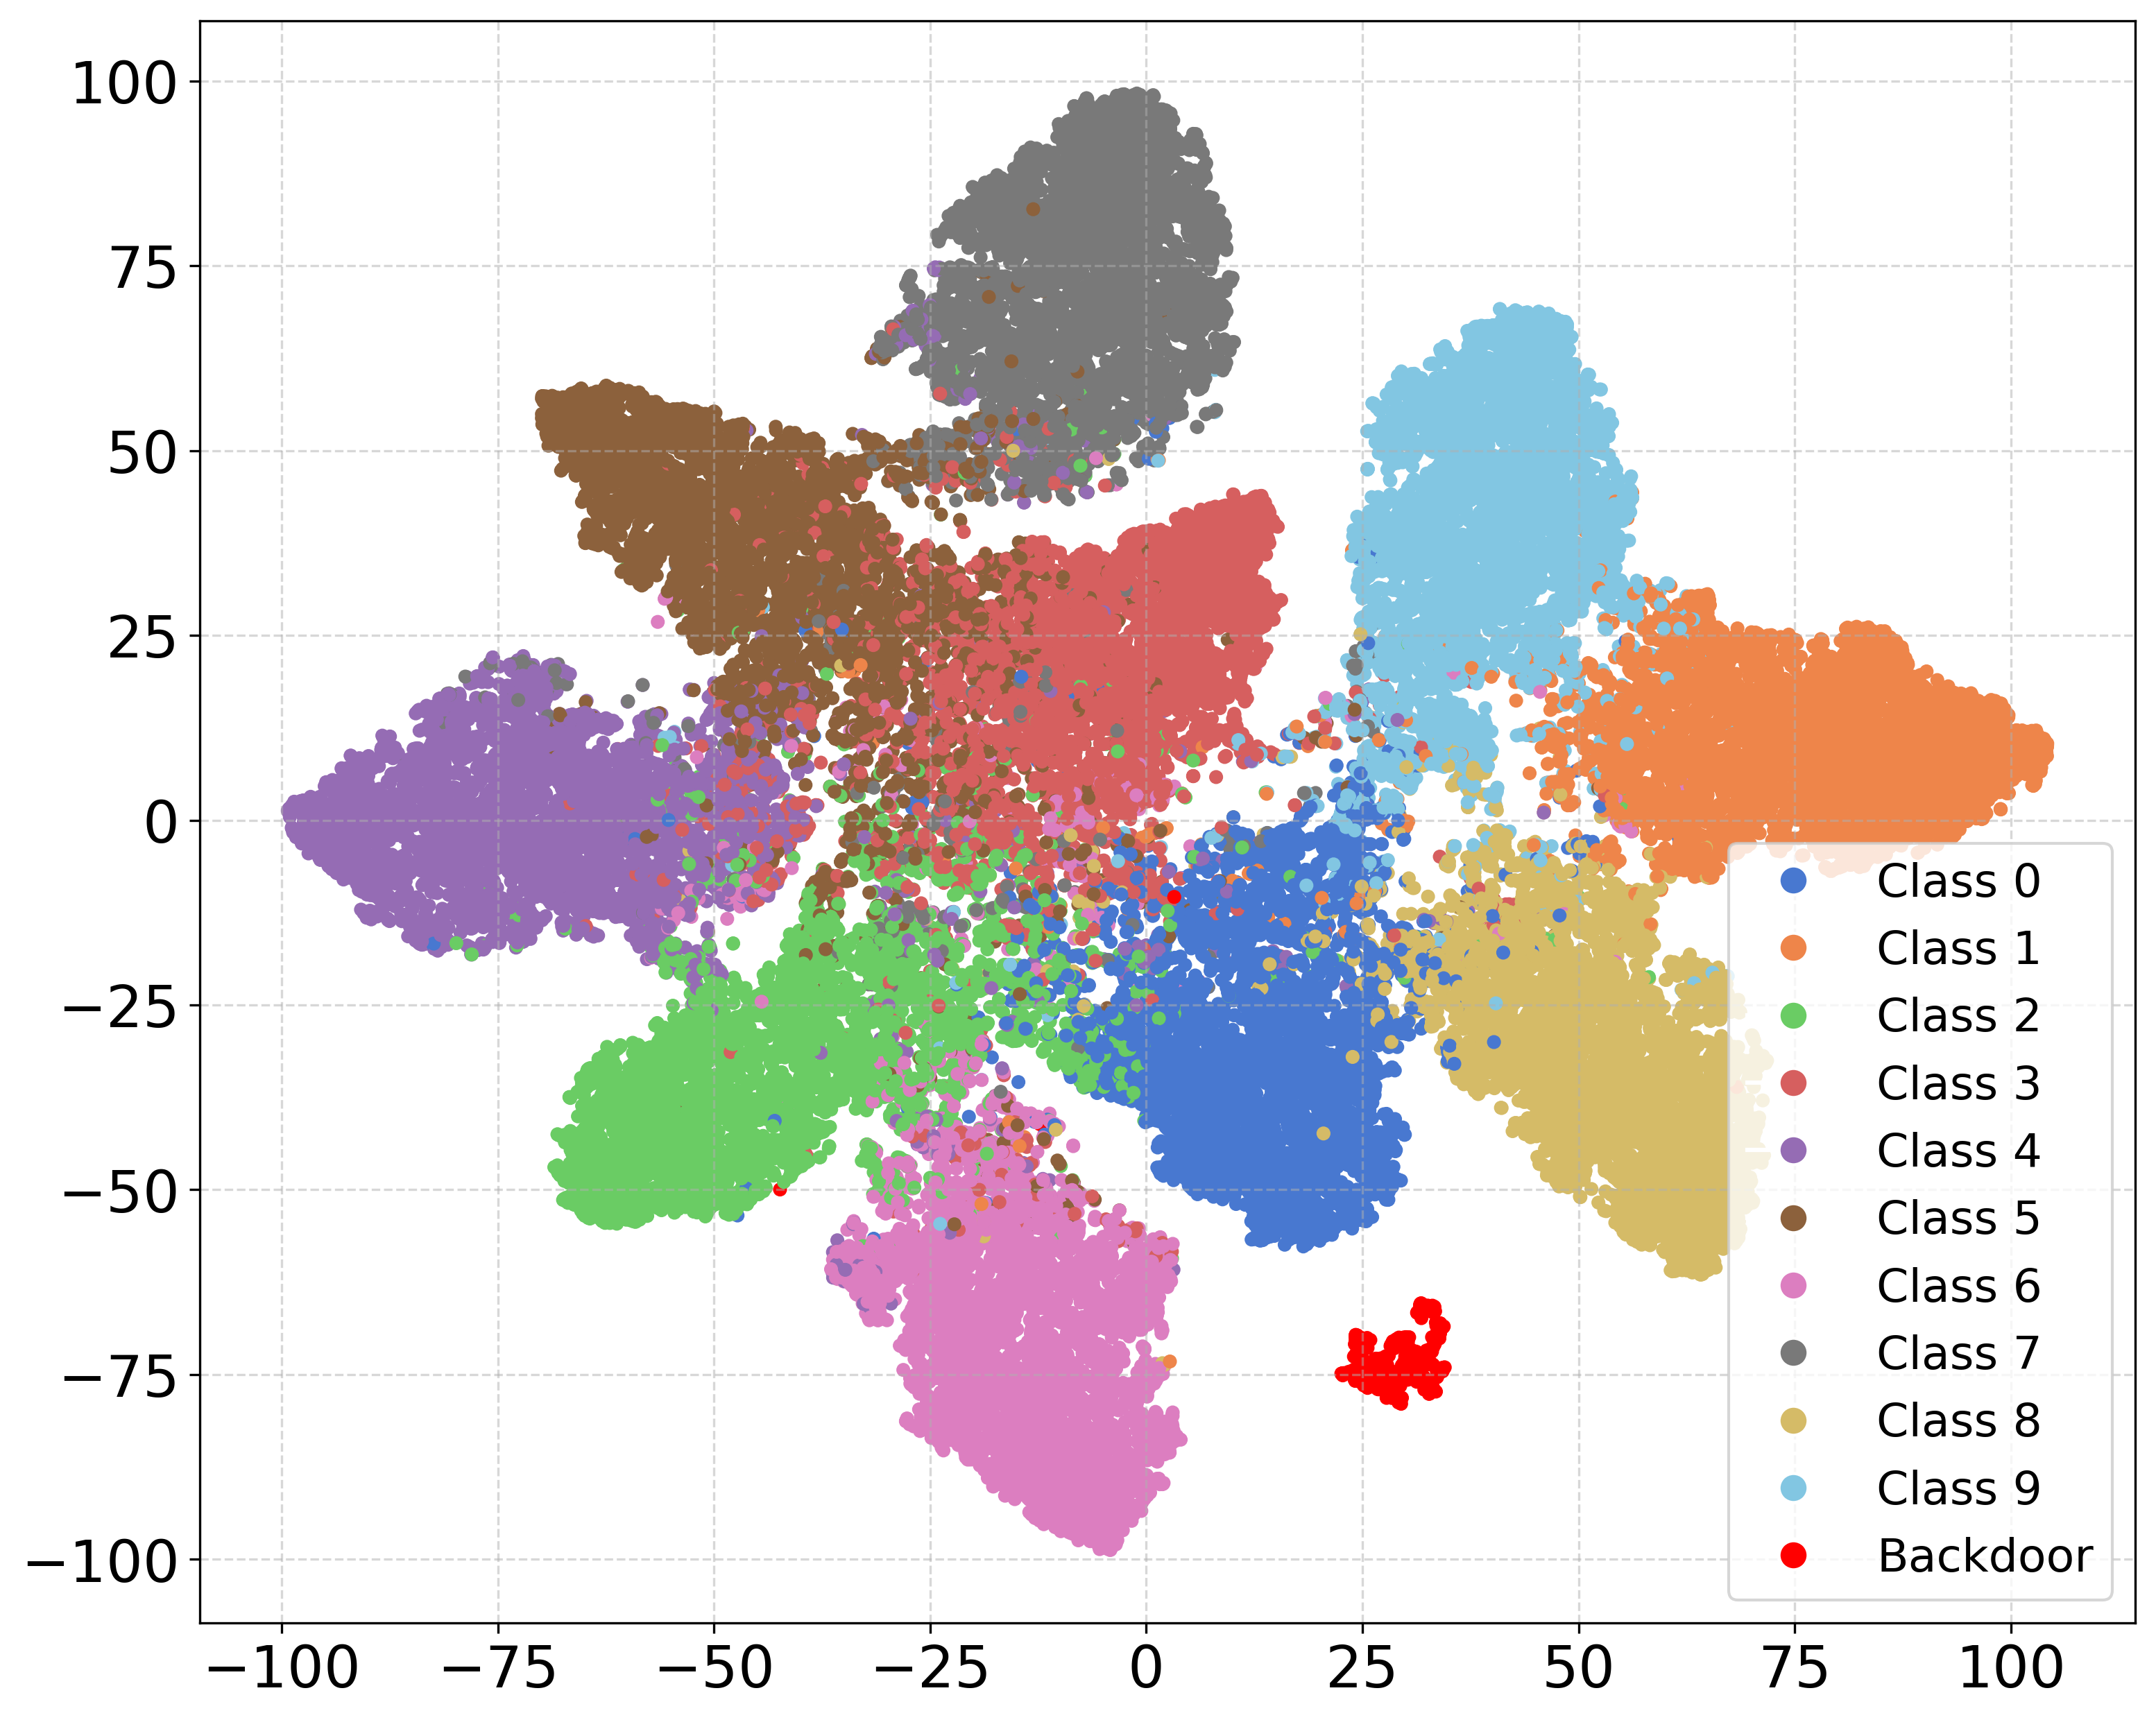 100
75
50
25
0
−25
−50
−75
−100
−100 −75 −50 −25 0 25 50 75 100
Class 0
Class 1
Class 2
Class 3
Class 4
Class 5
Class 6
Class 7
Class 8
Class 9
Backdoor